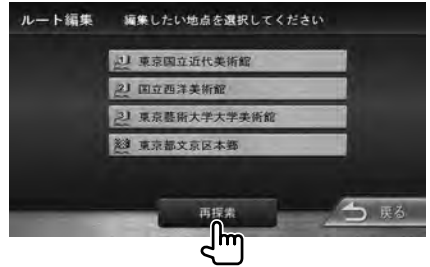 ルート編集 編集したい地点を選択してください
1 東京国立近代美術館
2 国立西洋美術館
3 東京藝術大学大学美術館
東京都文京区本郷
再探索
戻る